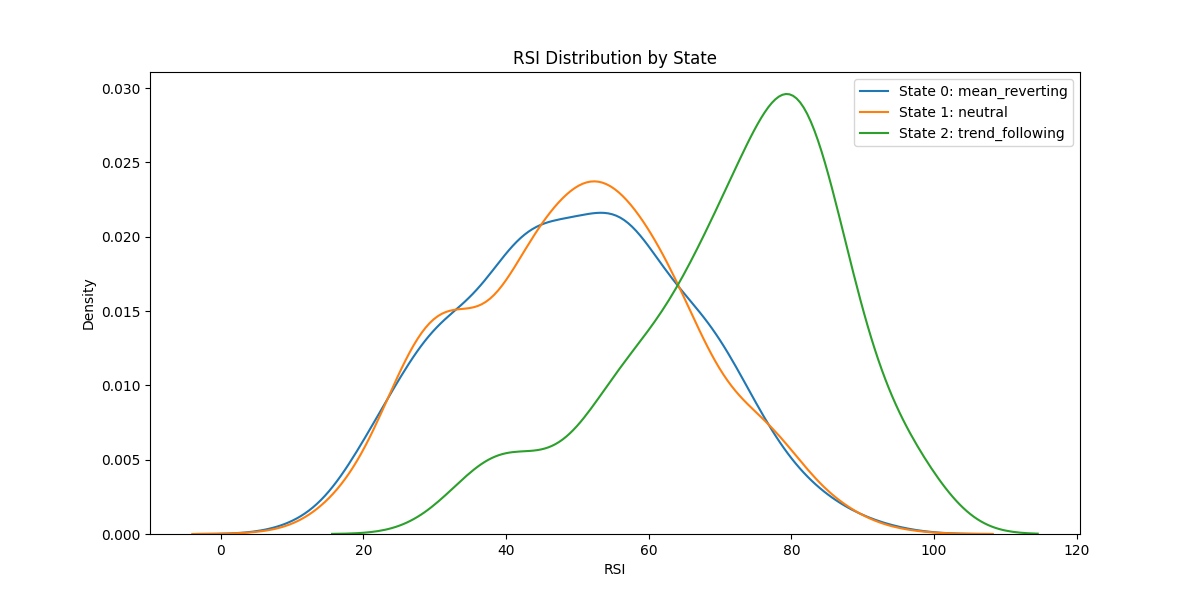 RSI Distribution by State
State 0: mean_reverting
State 1: neutral
State 2: trend_following
Density
0.030
0.025
0.020
0.015
0.010
0.005
0.000
0 20 40 60 80 100 120
RSI